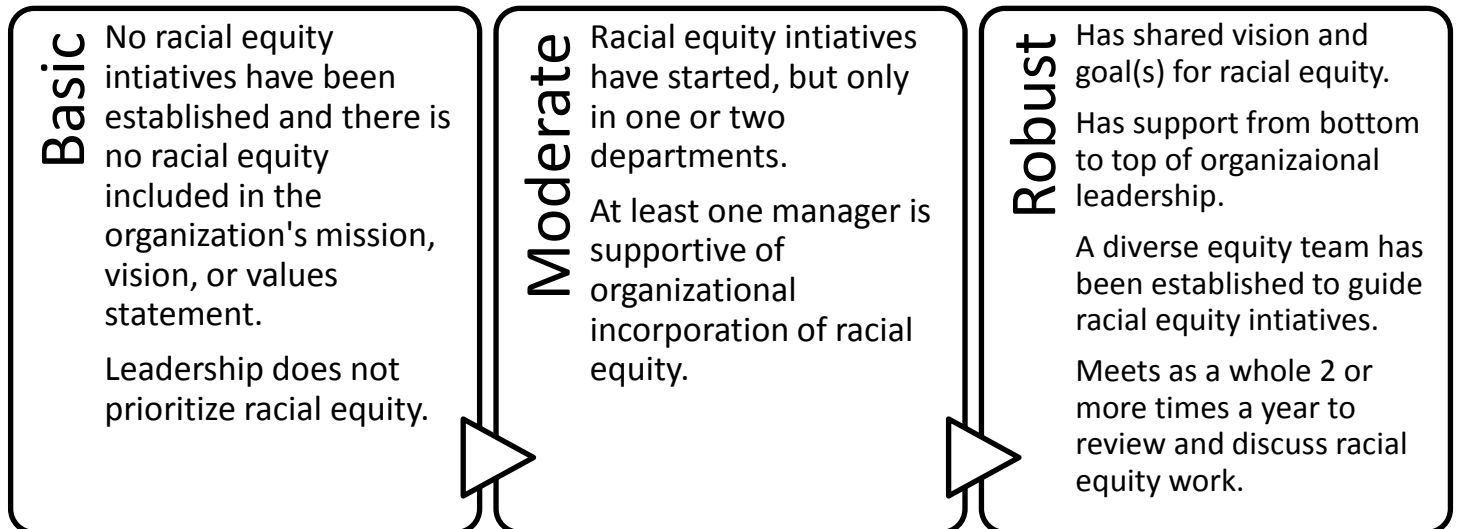 Basic
No racial equity
intiatives have been
established and there is
no racial equity
included in the
organization's mission,
vision, or values
statement.
Leadership does not
prioritize racial equity.
Moderate
Racial equity intiatives
have started, but only
in one or two
departments.
At least one manager is
supportive of
organizational
incorporation of racial
equity.
Robust
Has shared vision and
goal(s) for racial equity.
Has support from bottom
to top of organizaional
leadership.
A diverse equity team has
been established to guide
racial equity intiatives.
Meets as a whole 2 or
more times a year to
review and discuss racial
equity work.